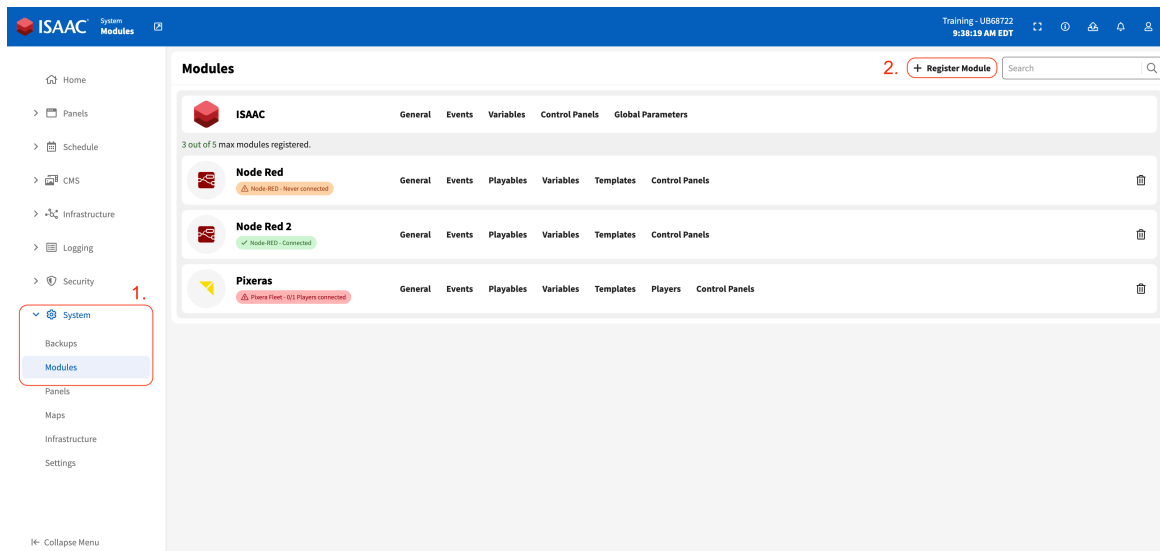 ISAAC
System
Modules
Training - UB68722
9:38:19 AM EDT
Home
Panels
Schedule
CMS
Infrastructure
Logging
Security
1.
System
Backups
Modules
Panels
Maps
Infrastructure
Settings
Collapse Menu
Modules
2.
+ Register Module
Search
ISAAC
General Events Variables Control Panels Global Parameters
3 out of 5 max modules registered.
Node Red
Node-RED - Never connected
General Events Playables Variables Templates Control Panels
Node Red 2
Node-RED - Connected
General Events Playables Variables Templates Control Panels
Pixeras
Pixera Fleet - 0/1 Players connected
General Events Playables Variables Templates Players Control Panels